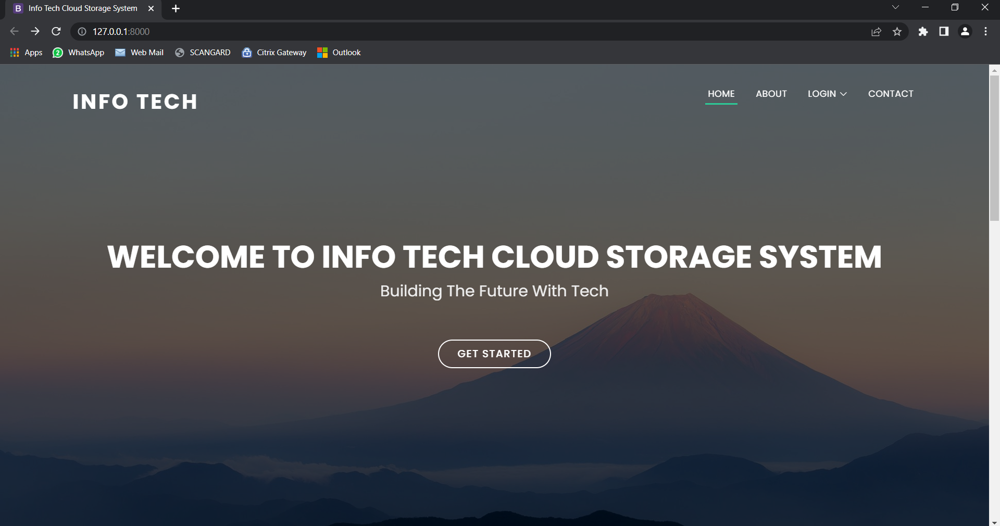 B Info Tech Cloud Storage System
127.0.0.1:8000
Apps 2 WhatsApp Web Mail SCANGARD Citrix Gateway Outlook
INFO TECH
HOME ABOUT LOGIN CONTACT
WELCOME TO INFO TECH CLOUD STORAGE SYSTEM
Building The Future With Tech
GET STARTED